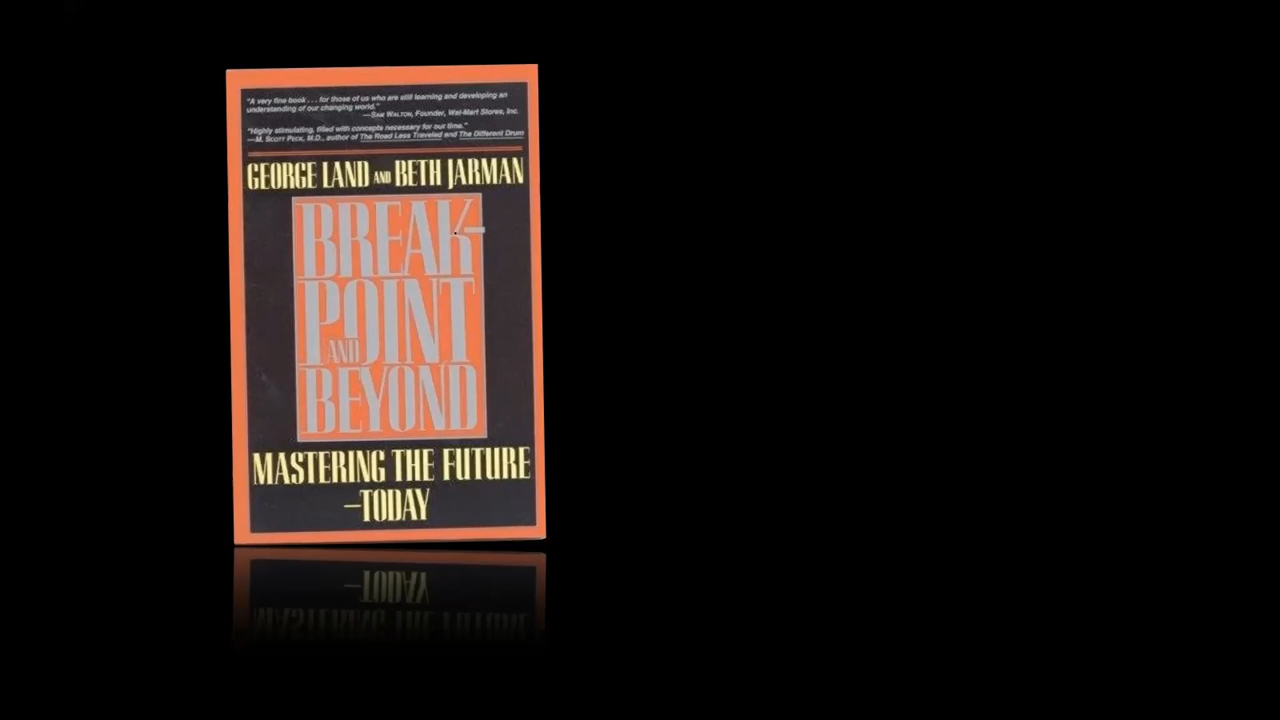 "A very fine book . . . for those of us who are still learning and developing an
understanding of our changing world."
—SAM WALTON, Founder, Wal-Mart Stores, Inc.
"Highly stimulating, filled with concepts necessary for our time."
—M. SCOTT PECK, M.D., author of The Road Less Traveled and The Different Drum
GEORGE LAND AND BETH JARMAN
BREAK-
POINT
AND
BEYOND
MASTERING THE FUTURE
—TODAY